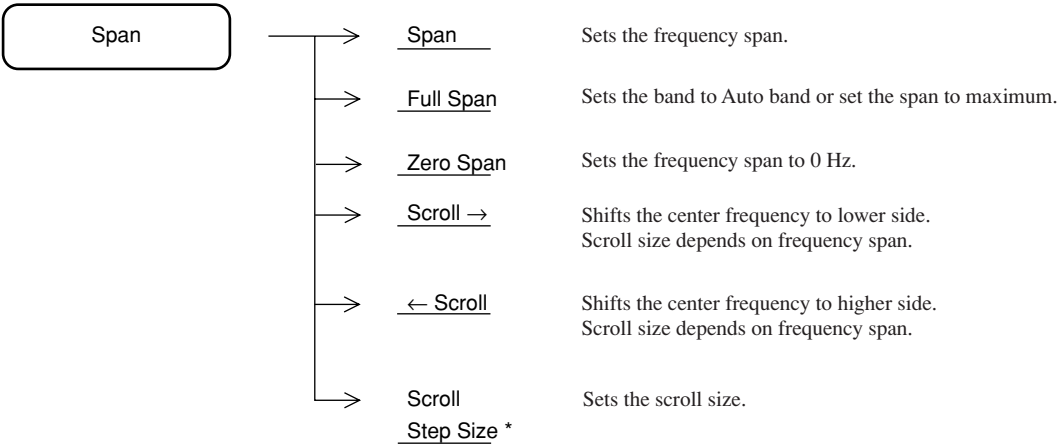 Span
Span Sets the frequency span.
Full Span Sets the band to Auto band or set the span to maximum.
Zero Span Sets the frequency span to 0 Hz.
Scroll → Shifts the center frequency to lower side.
Scroll size depends on frequency span.
← Scroll Shifts the center frequency to higher side.
Scroll size depends on frequency span.
Scroll Sets the scroll size.
Step Size *